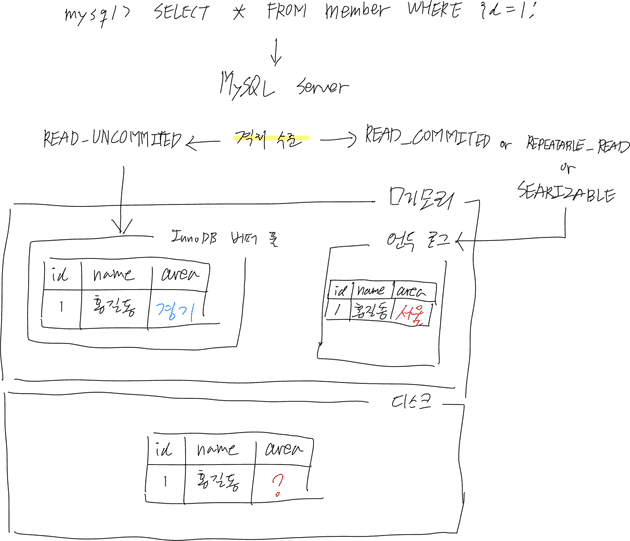 mysql> SELECT * FROM member WHERE id=1;
MySQL server
READ_UNCOMMITED 격리 수준 READ_COMMITED or REPEATABLE_READ
or
SEARIZABLE
메모리
InnoDB 버퍼 풀
언두 로그
id name area
1 홍길동 경기
id name area
1 홍길동 서울
디스크
id name area
1 홍길동 ?